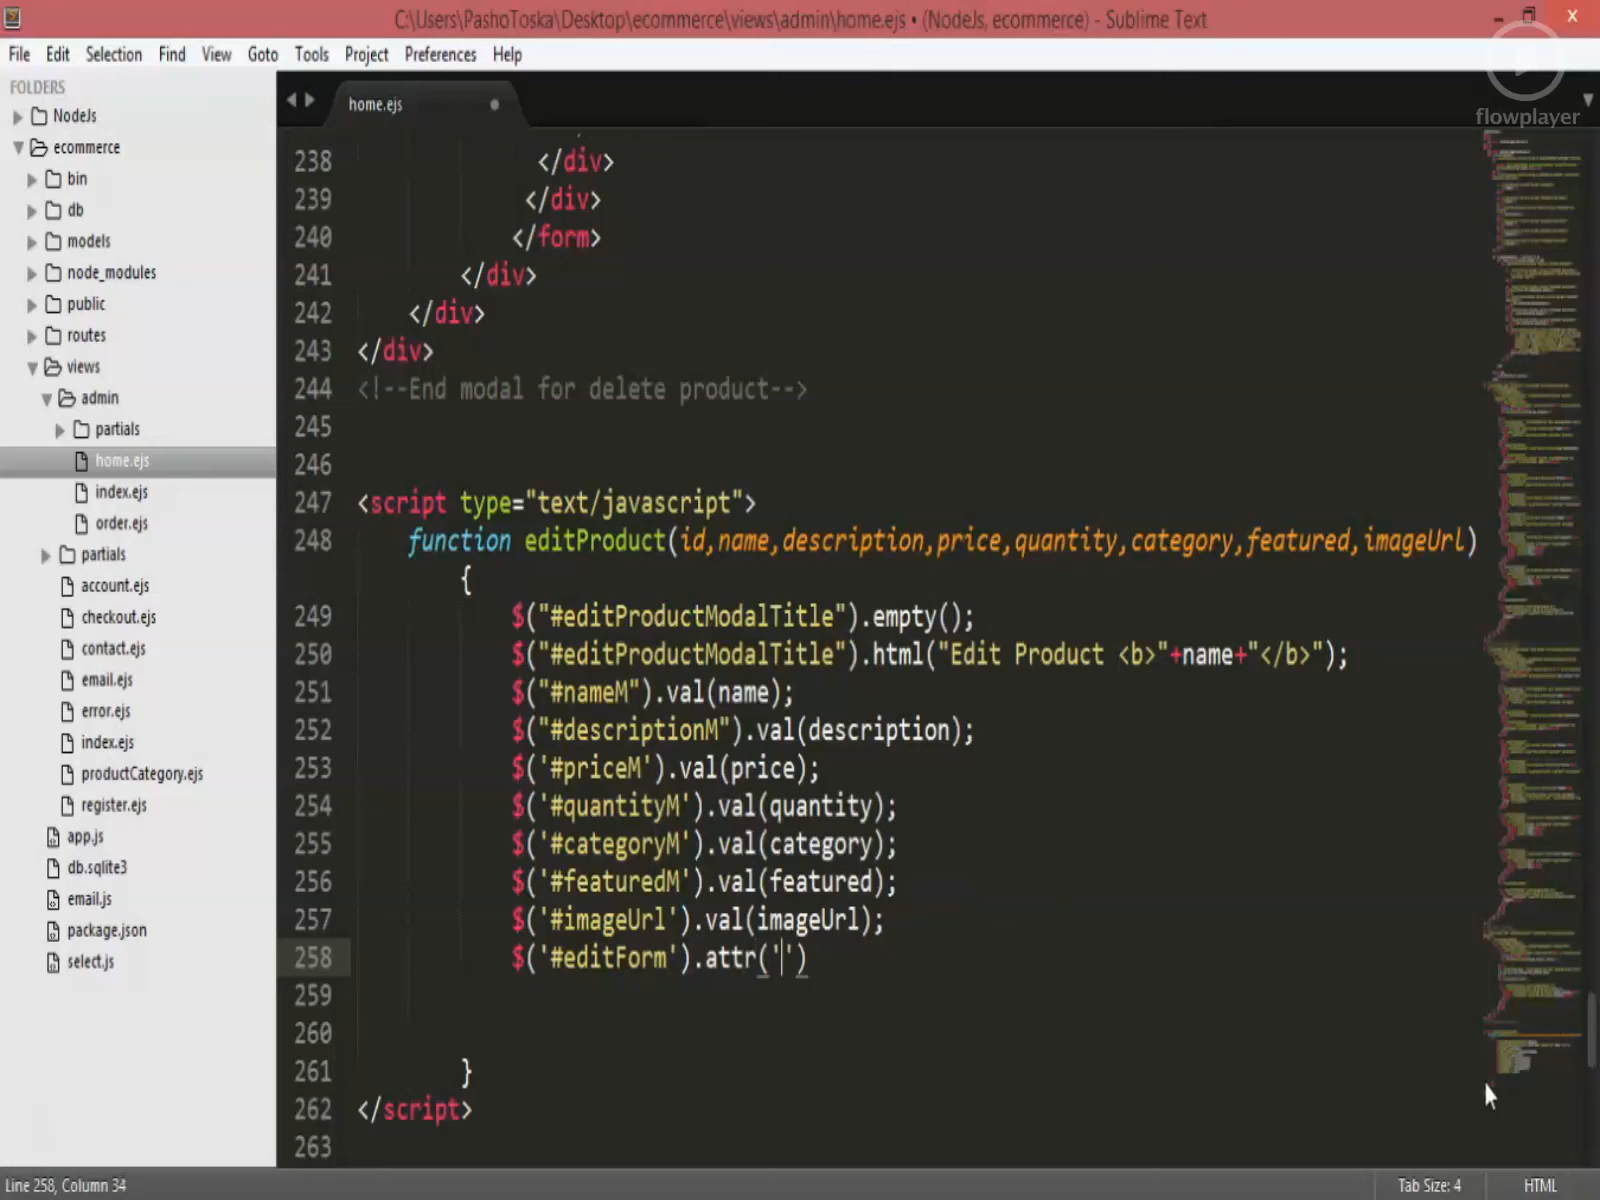 C:\Users\PashoToska\Desktop\ecommerce\views\admin\home.ejs • (NodeJs, ecommerce) - Sublime Text
File Edit Selection Find View Goto Tools Project Preferences Help
flowplayer
FOLDERS
NodeJs
ecommerce
bin
db
models
node_modules
public
routes
views
admin
partials
home.ejs
index.ejs
order.ejs
partials
account.ejs
checkout.ejs
contact.ejs
email.ejs
error.ejs
index.ejs
productCategory.ejs
register.ejs
app.js
db.sqlite3
email.js
package.json
select.js
home.ejs
238 </div>
239 </div>
240 </form>
241 </div>
242 </div>
243 </div>
244 <!--End modal for delete product-->
245
246
247 <script type="text/javascript">
248 function editProduct(id,name,description,price,quantity,category,featured,imageUrl)
{
249 $("#editProductModalTitle").empty();
250 $("#editProductModalTitle").html("Edit Product <b>"+name+"</b>");
251 $("#nameM").val(name);
252 $("#descriptionM").val(description);
253 $('#priceM').val(price);
254 $('#quantityM').val(quantity);
255 $('#categoryM').val(category);
256 $('#featuredM').val(featured);
257 $('#imageUrl').val(imageUrl);
258 $('#editForm').attr('')
259
260
261 }
262 </script>
263
Line 258, Column 34
Tab Size: 4
HTML